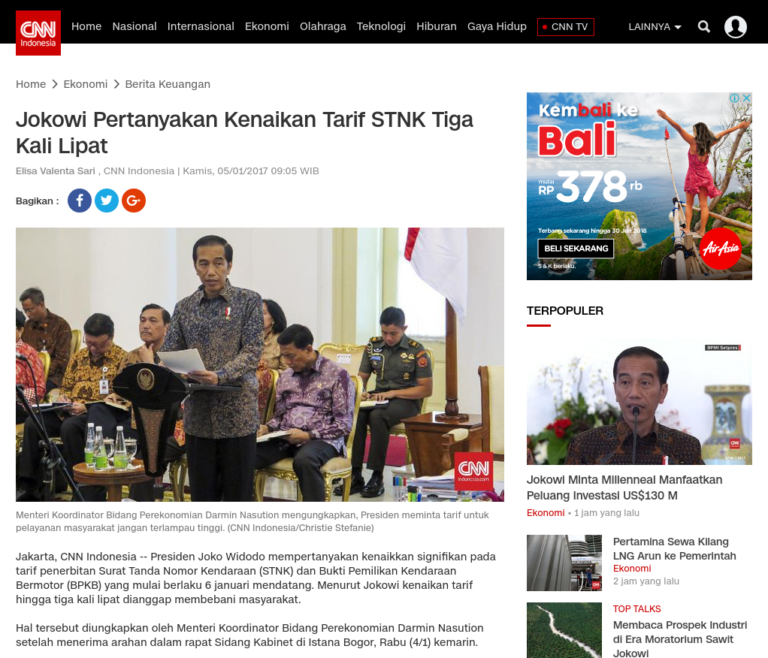 CNN
Indonesia
Home Nasional Internasional Ekonomi Olahraga Teknologi Hiburan Gaya Hidup CNN TV LAINNYA
Home > Ekonomi > Berita Keuangan
Jokowi Pertanyakan Kenaikan Tarif STNK Tiga
Kali Lipat
Elisa Valenta Sari , CNN Indonesia | Kamis, 05/01/2017 09:05 WIB
Bagikan :
CNN
Indonesia.com
Menteri Koordinator Bidang Perekonomian Darmin Nasution mengungkapkan, Presiden meminta tarif untuk
pelayanan masyarakat jangan terlampau tinggi. (CNN Indonesia/Christie Stefanie)
Jakarta, CNN Indonesia -- Presiden Joko Widodo mempertanyakan kenaikkan signifikan pada
tarif penerbitan Surat Tanda Nomor Kendaraan (STNK) dan Bukti Pemilikan Kendaraan
Bermotor (BPKB) yang mulai berlaku 6 januari mendatang. Menurut Jokowi kenaikan tarif
hingga tiga kali lipat dianggap membebani masyarakat.
Hal tersebut diungkapkan oleh Menteri Koordinator Bidang Perekonomian Darmin Nasution
setelah menerima arahan dalam rapat Sidang Kabinet di Istana Bogor, Rabu (4/1) kemarin.
Kembali ke
Bali
mulai
RP 378 rb
Terbang sekarang hingga 30 Jun 2018
BELI SEKARANG
S & K berlaku.
AirAsia
TERPOPULER
BPMI Setpres
CNN
Jokowi Minta Millenneal Manfaatkan
Peluang Investasi US$130 M
Ekonomi • 1 jam yang lalu
Pertamina Sewa Kilang
LNG Arun ke Pemerintah
Ekonomi
2 jam yang lalu
TOP TALKS
Membaca Prospek Industri
di Era Moratorium Sawit
Jokowi